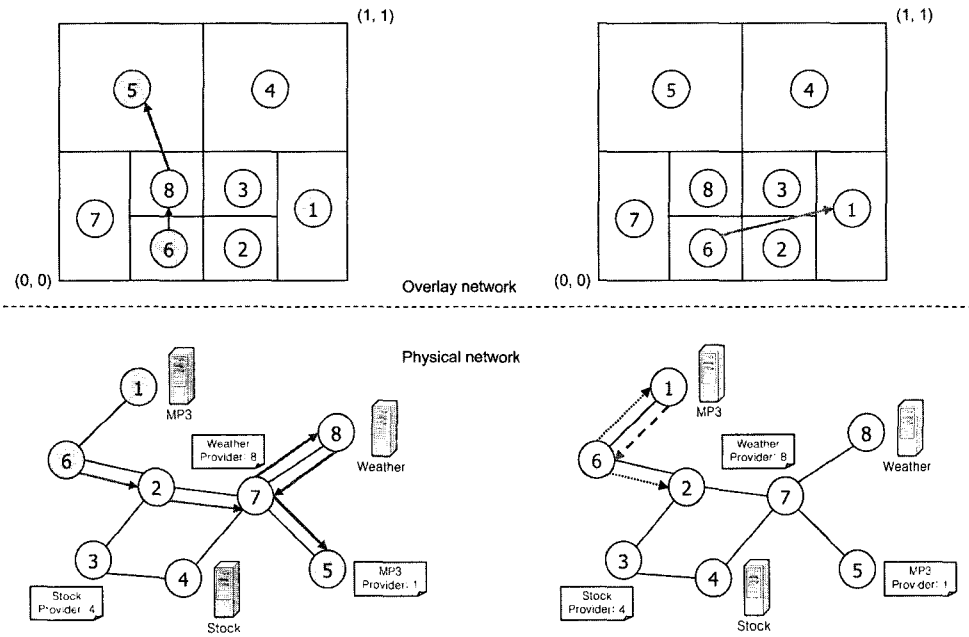 (1, 1)
(1, 1)
5
4
5
4
8
3
8
3
7
1
7
1
6
2
6
2
(0, 0)
(0, 0)
Overlay network
Physical network
1
MP3
1
MP3
Weather
Provider: 8
8
Weather
Weather
Provider: 8
8
Weather
6
2
7
6
2
7
3
4
5
3
4
5
Stock
Provider: 4
Stock
MP3
Provider: 1
Stock
Provider: 4
Stock
MP3
Provider: 1